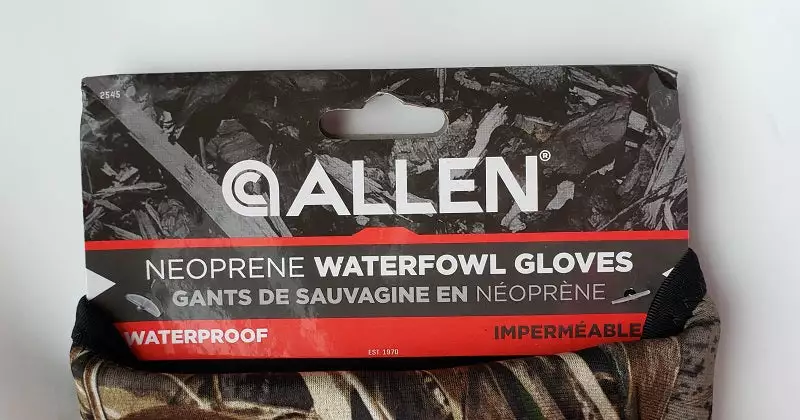 2545
ALLEN®
NEOPRENE WATERFOWL GLOVES
GANTS DE SAUVAGINE EN NÉOPRÈNE
WATERPROOF IMPERMÉABLE
EST 1970